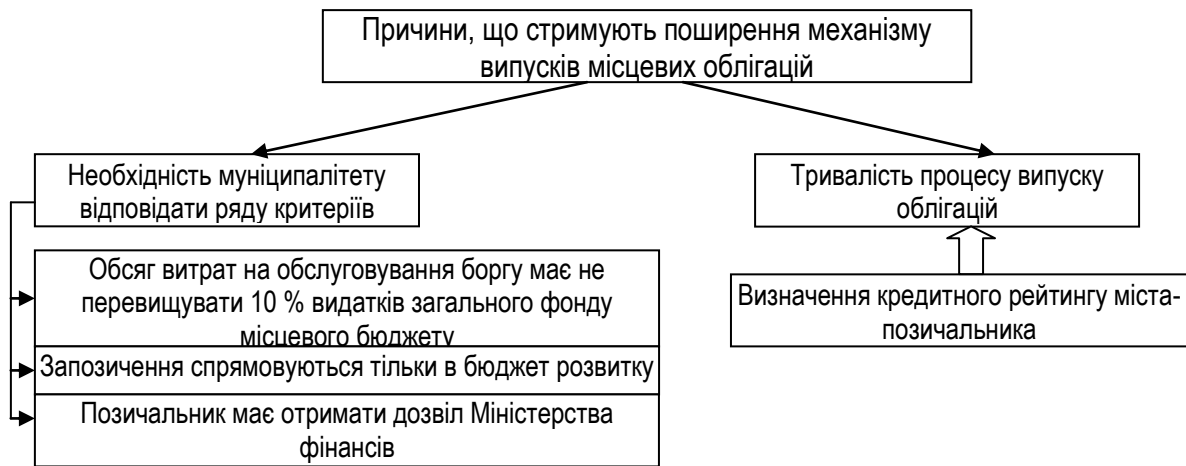 Причини, що стримують поширення механізму
випусків місцевих облігацій
Необхідність муніципалітету
відповідати ряду критеріїв
Тривалість процесу випуску
облігацій
Обсяг витрат на обслуговування боргу має не
перевищувати 10 % видатків загального фонду
місцевого бюджету
Запозичення спрямовуються тільки в бюджет розвитку
Позичальник має отримати дозвіл Міністерства
фінансів
Визначення кредитного рейтингу міста-
позичальника